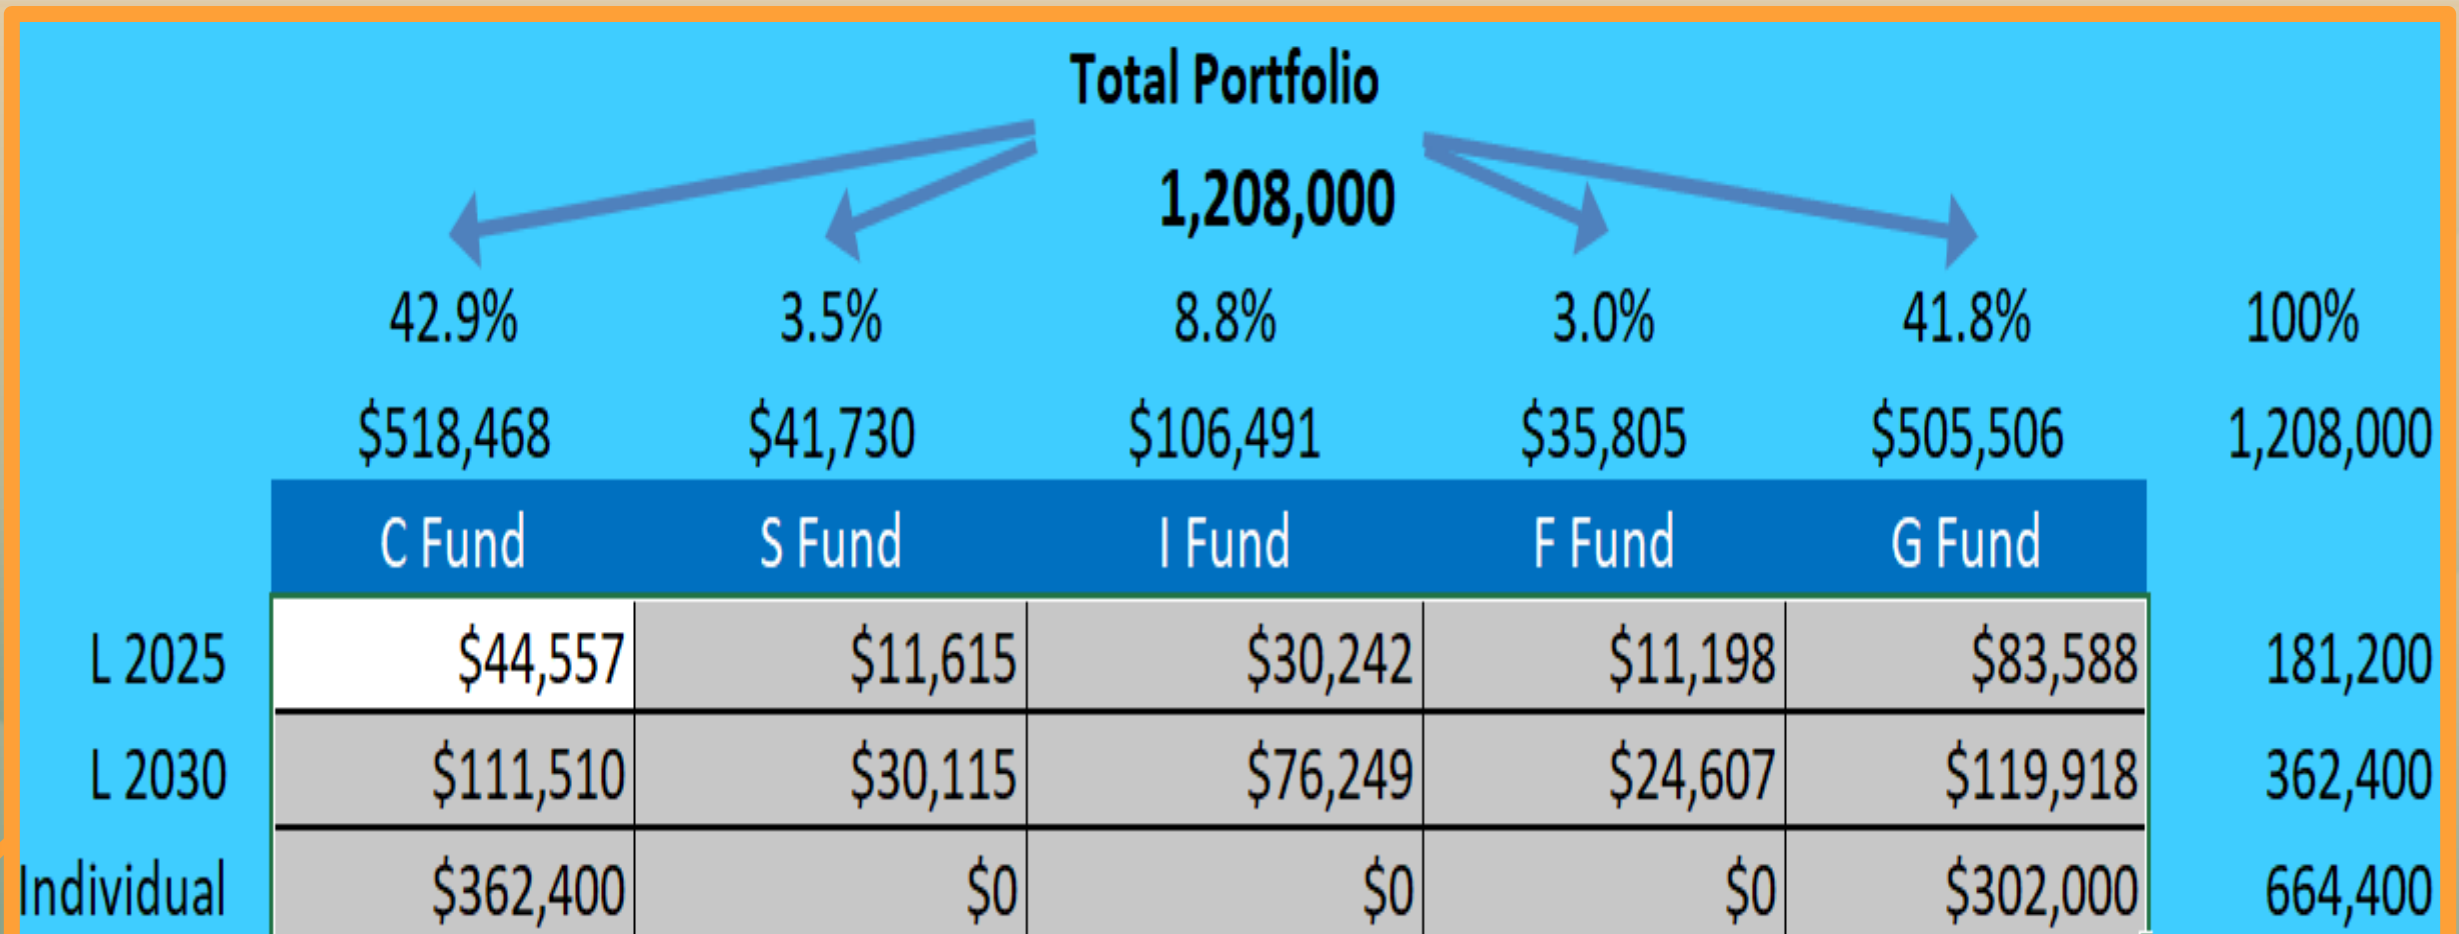 Total Portfolio
1,208,000
42.9% 3.5% 8.8% 3.0% 41.8% 100%
$518,468 $41,730 $106,491 $35,805 $505,506 1,208,000
C Fund S Fund I Fund F Fund G Fund
L 2025 $44,557 $11,615 $30,242 $11,198 $83,588 181,200
L 2030 $111,510 $30,115 $76,249 $24,607 $119,918 362,400
Individual $362,400 $0 $0 $0 $302,000 664,400